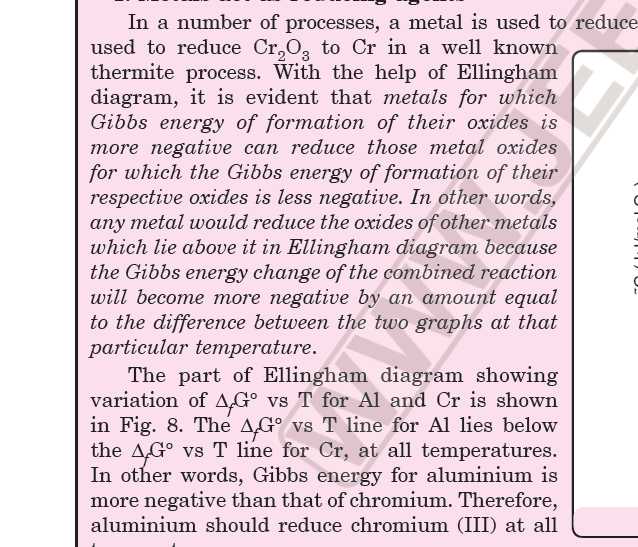 In a number of processes, a metal is used to reduce
used to reduce Cr₂O₃ to Cr in a well known
thermite process. With the help of Ellingham
diagram, it is evident that metals for which
Gibbs energy of formation of their oxides is
more negative can reduce those metal oxides
for which the Gibbs energy of formation of their
respective oxides is less negative. In other words,
any metal would reduce the oxides of other metals
which lie above it in Ellingham diagram because
the Gibbs energy change of the combined reaction
will become more negative by an amount equal
to the difference between the two graphs at that
particular temperature.
The part of Ellingham diagram showing
variation of ΔfG° vs T for Al and Cr is shown
in Fig. 8. The ΔfG° vs T line for Al lies below
the ΔfG° vs T line for Cr, at all temperatures.
In other words, Gibbs energy for aluminium is
more negative than that of chromium. Therefore,
aluminium should reduce chromium (III) at all